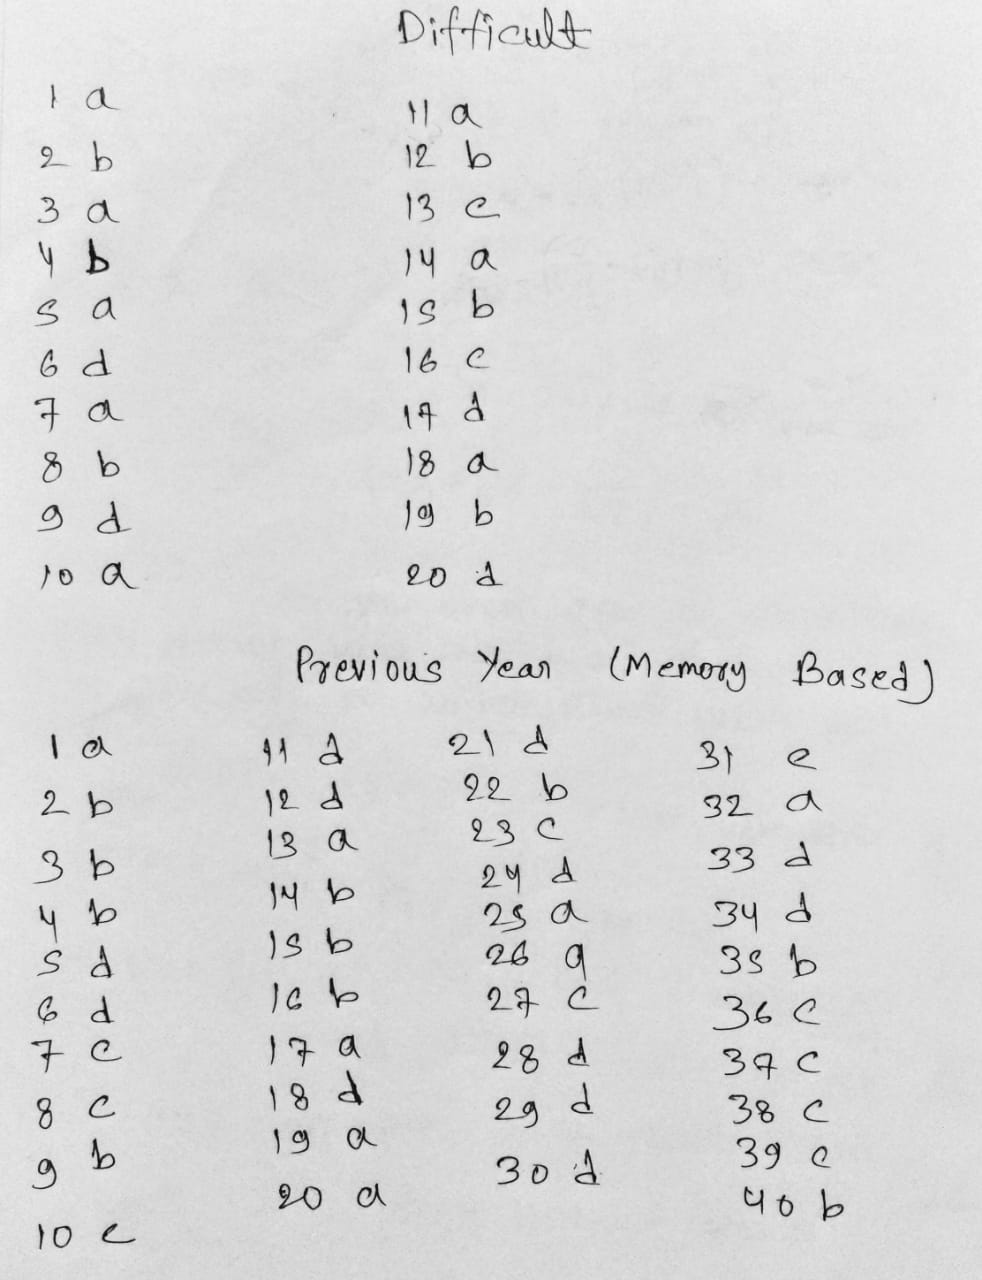 Difficult
1 a
2 b
3 a
4 b
5 a
6 d
7 a
8 b
9 d
10 a
11 a
12 b
13 c
14 a
15 b
16 c
17 d
18 a
19 b
20 d
Previous Year (Memory Based)
1 a
2 b
3 b
4 b
5 d
6 d
7 c
8 c
9 b
10 e
11 d
12 d
13 a
14 b
15 b
16 b
17 a
18 d
19 a
20 a
21 d
22 b
23 c
24 d
25 a
26 a
27 c
28 d
29 d
30 d
31 e
32 a
33 d
34 d
35 b
36 c
37 c
38 c
39 c
40 b